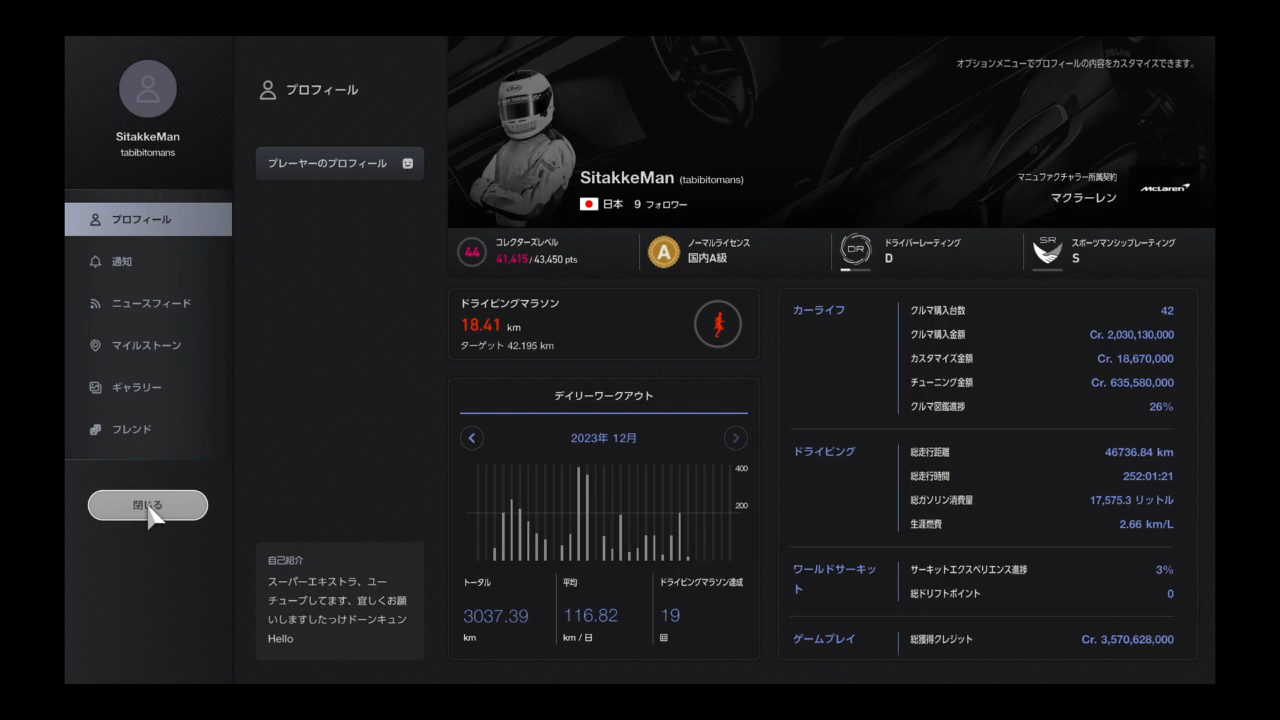 SitakkeMan
tabibitomans
プロフィール
通知
ニュースフィード
マイルストーン
ギャラリー
フレンド
閉じる
プロフィール
プレーヤーのプロフィール
自己紹介
スーパーエキストラ、ユー
チューブしてます、宜しくお願
いしますしたっけドーンキュン
Hello
オプションメニューでプロフィールの内容をカスタマイズできます。
SitakkeMan (tabibitomans)
日本 9 フォロワー
マニュファクチャラー所属契約
マクラーレン
McLaren
44
コレクターズレベル
41,415 / 43,450 pts
A
ノーマルライセンス
国内A級
DR
ドライバーレーティング
D
SR
スポーツマンシップレーティング
S
ドライビングマラソン
18.41 km
ターゲット 42.195 km
デイリーワークアウト
2023年 12月
400
200
トータル
3037.39
km
平均
116.82
km / 日
ドライビングマラソン達成
19
回
カーライフ
クルマ購入台数 42
クルマ購入金額 Cr. 2,030,130,000
カスタマイズ金額 Cr. 18,670,000
チューニング金額 Cr. 635,580,000
クルマ図鑑進捗 26%
ドライビング
総走行距離 46736.84 km
総走行時間 252:01:21
総ガソリン消費量 17,575.3 リットル
生涯燃費 2.66 km/L
ワールドサーキッ
ト
サーキットエクスペリエンス進捗 3%
総ドリフトポイント 0
ゲームプレイ
総獲得クレジット Cr. 3,570,628,000